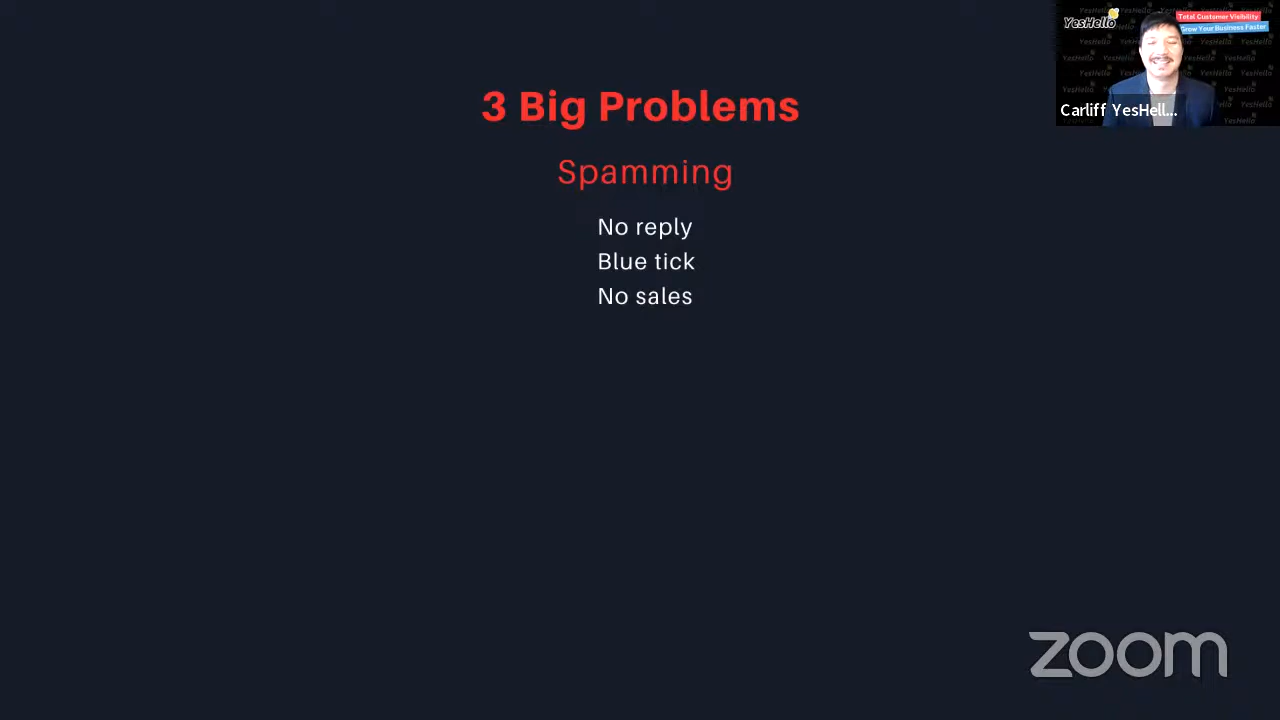 3 Big Problems
Spamming
No reply
Blue tick
No sales
YesHello
Total Customer Visibility
Grow Your Business Faster
Carliff YesHell...
zoom